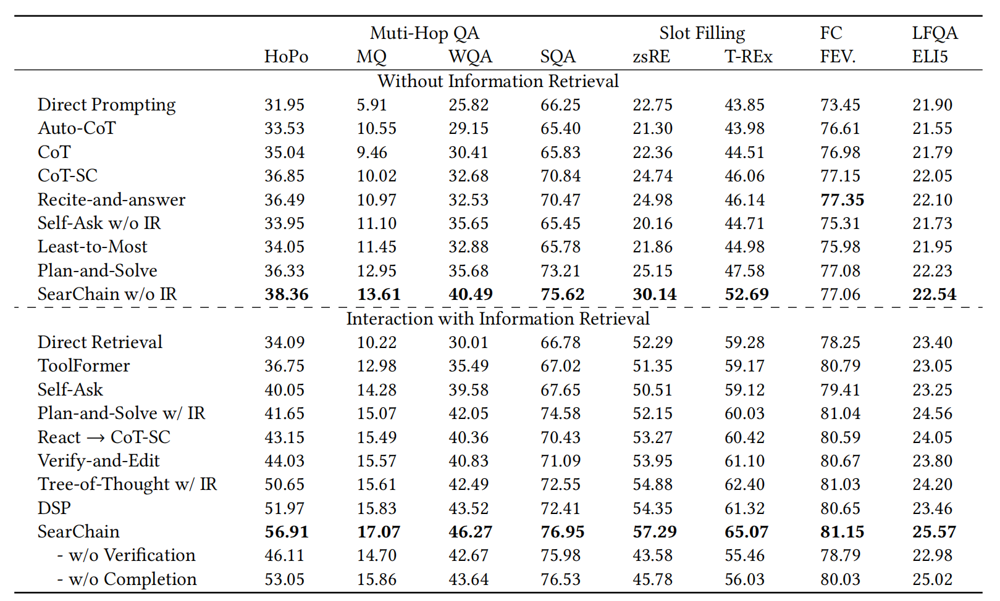 Muti-Hop QA Slot Filling FC LFQA
HoPo MQ WQA SQA zsRE T-REx FEV. ELI5
Without Information Retrieval
Direct Prompting 31.95 5.91 25.82 66.25 22.75 43.85 73.45 21.90
Auto-CoT 33.53 10.55 29.15 65.40 21.30 43.98 76.61 21.55
CoT 35.04 9.46 30.41 65.83 22.36 44.51 76.98 21.79
CoT-SC 36.85 10.02 32.68 70.84 24.74 46.06 77.15 22.05
Recite-and-answer 36.49 10.97 32.53 70.47 24.98 46.14 77.35 22.10
Self-Ask w/o IR 33.95 11.10 35.65 65.45 20.16 44.71 75.31 21.73
Least-to-Most 34.05 11.45 32.88 65.78 21.86 44.98 75.98 21.95
Plan-and-Solve 36.33 12.95 35.68 73.21 25.15 47.58 77.08 22.23
SearChain w/o IR 38.36 13.61 40.49 75.62 30.14 52.69 77.06 22.54
Interaction with Information Retrieval
Direct Retrieval 34.09 10.22 30.01 66.78 52.29 59.28 78.25 23.40
ToolFormer 36.75 12.98 35.49 67.02 51.35 59.17 80.79 23.05
Self-Ask 40.05 14.28 39.58 67.65 50.51 59.12 79.41 23.25
Plan-and-Solve w/ IR 41.65 15.07 42.05 74.58 52.15 60.03 81.04 24.56
React → CoT-SC 43.15 15.49 40.36 70.43 53.27 60.42 80.59 24.05
Verify-and-Edit 44.03 15.57 40.83 71.09 53.95 61.10 80.67 23.80
Tree-of-Thought w/ IR 50.65 15.61 42.49 72.55 54.88 62.40 81.03 24.20
DSP 51.97 15.83 43.52 72.41 54.35 61.32 80.65 23.46
SearChain 56.91 17.07 46.27 76.95 57.29 65.07 81.15 25.57
- w/o Verification 46.11 14.70 42.67 75.98 43.58 55.46 78.79 22.98
- w/o Completion 53.05 15.86 43.64 76.53 45.78 56.03 80.03 25.02